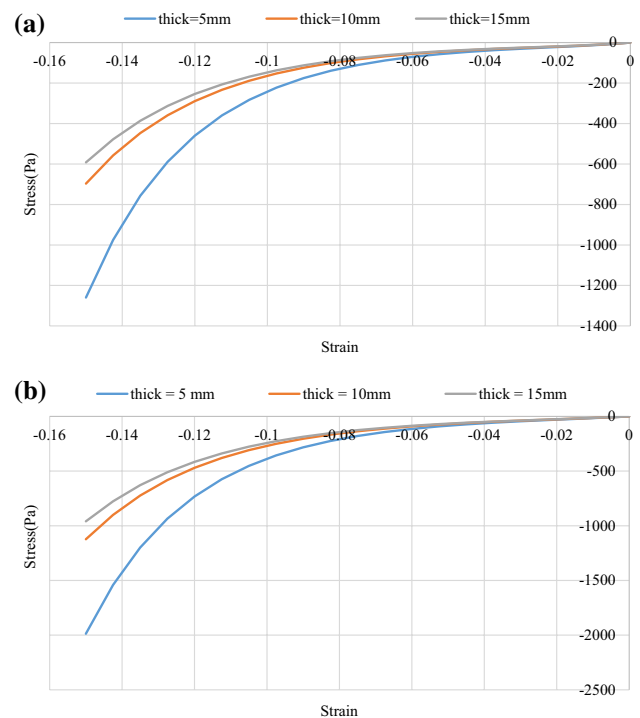 (a)
thick=5mm thick=10mm thick=15mm
0
-0.16 -0.14 -0.12 -0.1 -0.08 -0.06 -0.04 -0.02 0
-200
-400
-600
-800
-1000
-1200
-1400
Stress(Pa)
Strain
(b)
thick = 5 mm thick = 10mm thick = 15mm
0
-0.16 -0.14 -0.12 -0.1 -0.08 -0.06 -0.04 -0.02 0
-500
-1000
-1500
-2000
-2500
Stress(Pa)
Strain